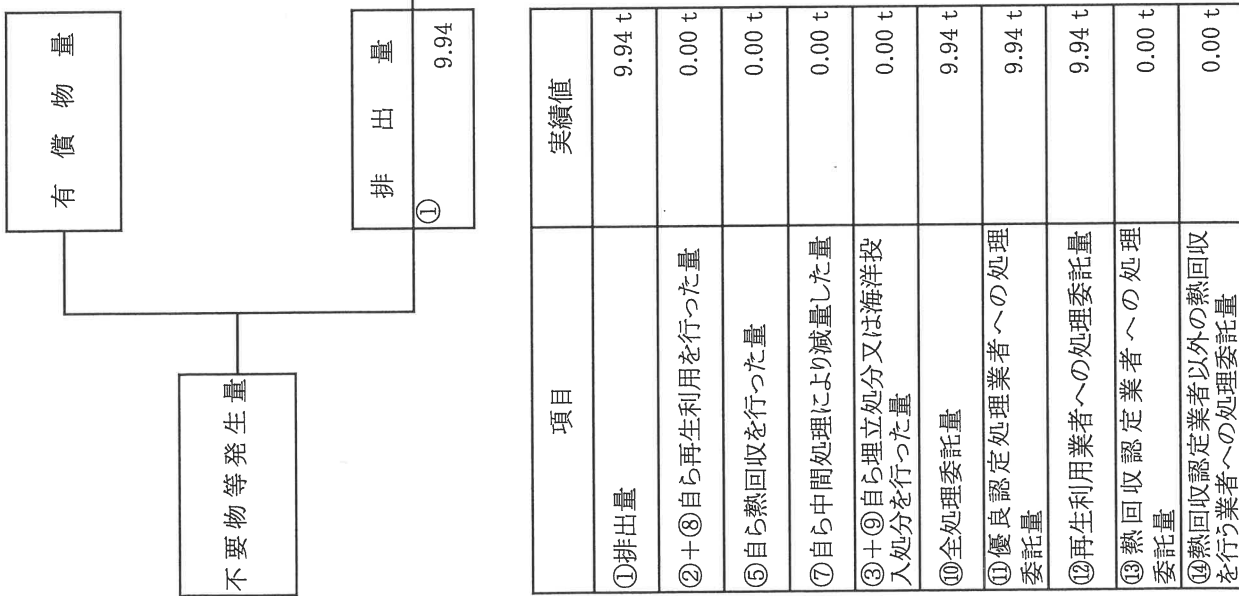 有償物量
不要物等発生量
排出量
①
9.94
項目 実績値
①排出量 9.94 t
②+⑧自ら再生利用を行った量 0.00 t
⑤自ら熱回収を行った量 0.00 t
⑦自ら中間処理により減量した量 0.00 t
③+⑨自ら埋立処分又は海洋投
入処分を行った量 0.00 t
⑩全処理委託量 9.94 t
⑪優良認定処理業者への処理
委託量 9.94 t
⑫再生利用業者への処理委託量 9.94 t
⑬熱回収認定業者への処理
委託量 0.00 t
⑭熱回収認定業者以外の熱回収
を行う業者への処理委託量 0.00 t